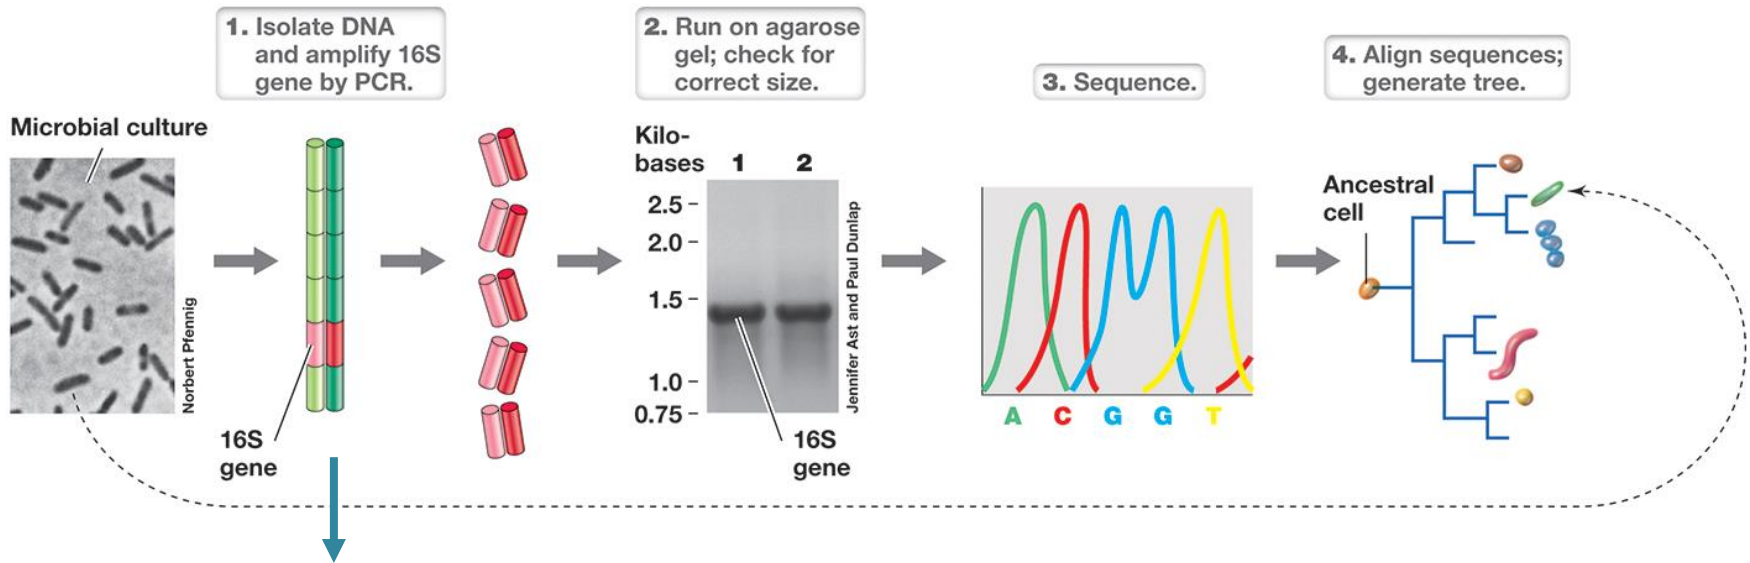 1. Isolate DNA
and amplify 16S
gene by PCR.
2. Run on agarose
gel; check for
correct size.
3. Sequence.
4. Align sequences;
generate tree.
Microbial culture
Norbert Pfennig
16S
gene
Kilo-
bases 1 2
2.5
2.0
1.5
1.0
0.75
Jennifer Ast and Paul Dunlap
16S
gene
A C G G T
Ancestral
cell